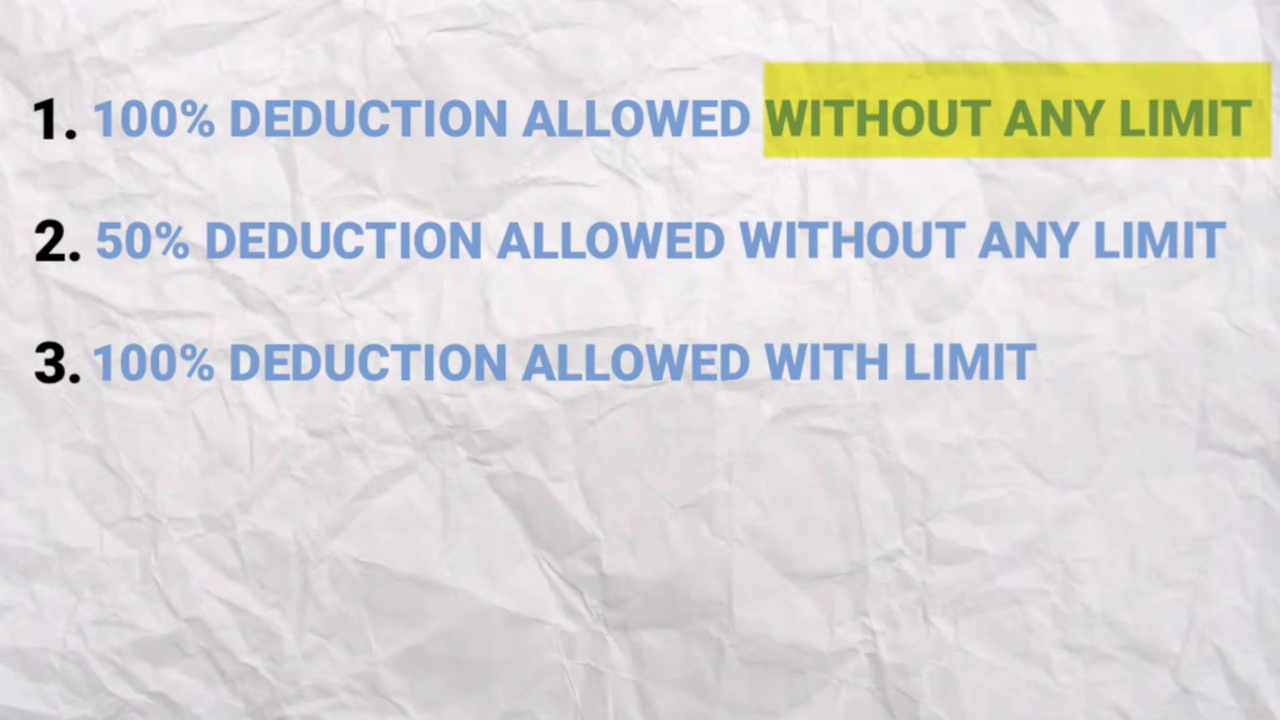 1. 100% DEDUCTION ALLOWED WITHOUT ANY LIMIT
2. 50% DEDUCTION ALLOWED WITHOUT ANY LIMIT
3. 100% DEDUCTION ALLOWED WITH LIMIT